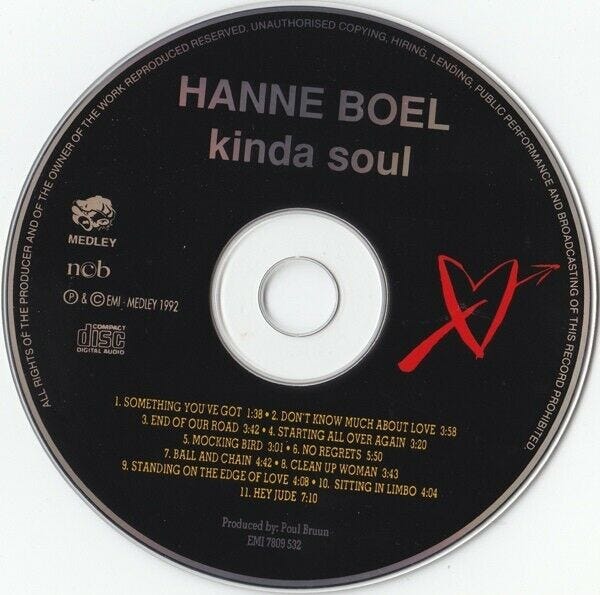 ALL RIGHTS OF THE PRODUCER AND OF THE OWNER OF THE WORK REPRODUCED RESERVED. UNAUTHORISED COPYING, HIRING, LENDING, PUBLIC PERFORMANCE AND BROADCASTING OF THIS RECORD PROHIBITED.
HANNE BOEL
kinda soul
MEDLEY
ncb
Ⓟ & © EMI - MEDLEY 1992
COMPACT
disc
DIGITAL AUDIO
1. SOMETHING YOU'VE GOT 1:38 • 2. DON'T KNOW MUCH ABOUT LOVE 3:58
3. END OF OUR ROAD 3:42 • 4. STARTING ALL OVER AGAIN 3:20
5. MOCKING BIRD 3:01 • 6. NO REGRETS 5:50
7. BALL AND CHAIN 4:42 • 8. CLEAN UP WOMAN 3:43
9. STANDING ON THE EDGE OF LOVE 4:08 • 10. SITTING IN LIMBO 4:04
11. HEY JUDE 7:10
Produced by: Poul Bruun
EMI 7809 532